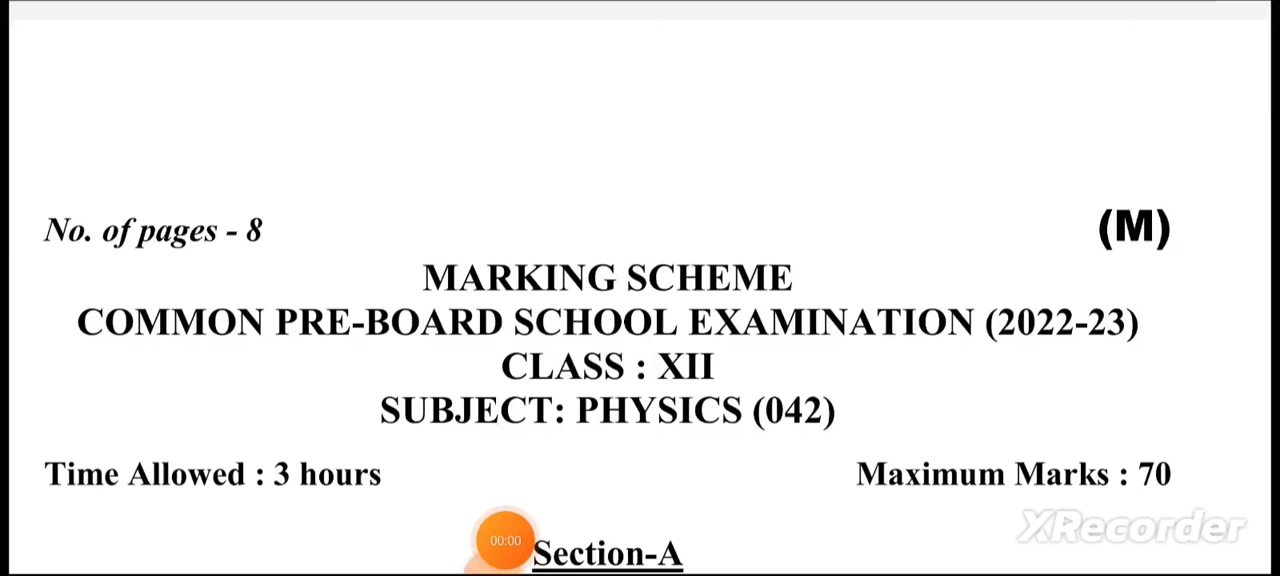 No. of pages - 8
(M)
MARKING SCHEME
COMMON PRE-BOARD SCHOOL EXAMINATION (2022-23)
CLASS : XII
SUBJECT: PHYSICS (042)
Time Allowed : 3 hours
Maximum Marks : 70
XRecorder
00:00
Section-A